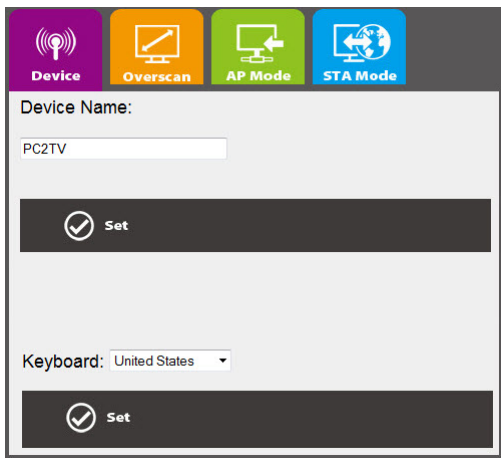 Device Overscan AP Mode STA Mode
Device Name:
PC2TV
Set
Keyboard: United States
Set